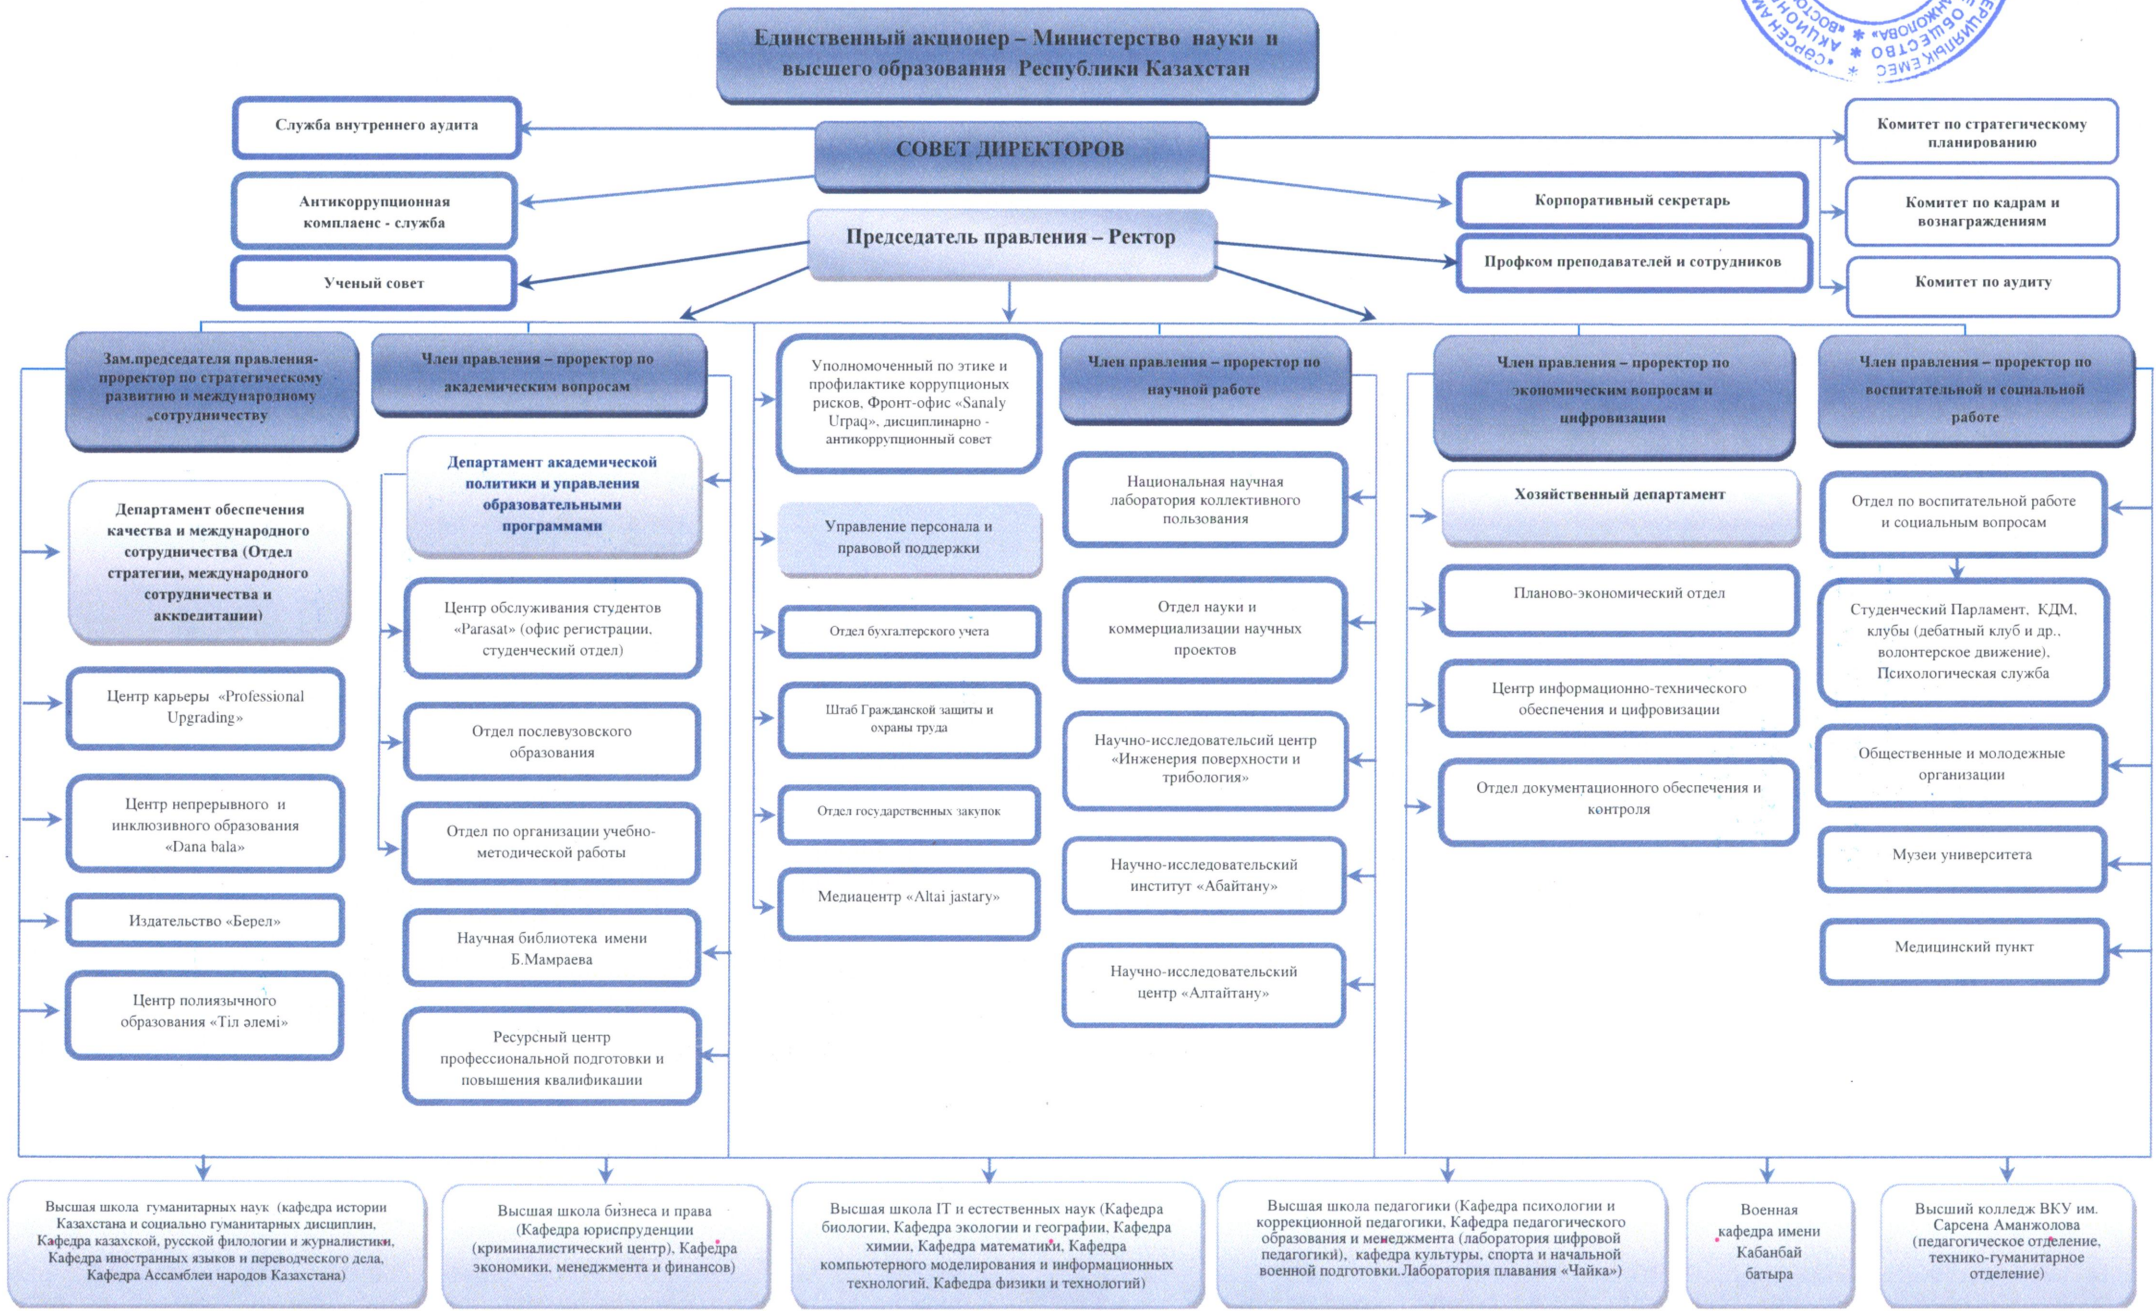 Единственный акционер – Министерство науки и
высшего образования Республики Казахстан
СОВЕТ ДИРЕКТОРОВ
Служба внутреннего аудита
Антикоррупционная
комплаенс - служба
Ученый совет
Председатель правления – Ректор
Корпоративный секретарь
Профком преподавателей и сотрудников
Комитет по стратегическому
планированию
Комитет по кадрам и
вознаграждениям
Комитет по аудиту
Зам.председателя правления-
проректор по стратегическому
развитию и международному
сотрудничеству
Департамент обеспечения
качества и международного
сотрудничества (Отдел
стратегии, международного
сотрудничества и
аккредитации)
Центр карьеры «Professional
Upgrading»
Центр непрерывного и
инклюзивного образования
«Dana bala»
Издательство «Берел»
Центр полиязычного
образования «Тіл әлемі»
Член правления – проректор по
академическим вопросам
Департамент академической
политики и управления
образовательными
программами
Центр обслуживания студентов
«Parasat» (офис регистрации,
студенческий отдел)
Отдел послевузовского
образования
Отдел по организации учебно-
методической работы
Научная библиотека имени
Б.Мамраева
Ресурсный центр
профессиональной подготовки и
повышения квалификации
Уполномоченный по этике и
профилактике коррупционых
рисков, Фронт-офис «Sanaly
Urpaq», дисциплинарно -
антикоррупционный совет
Управление персонала и
правовой поддержки
Отдел бухгалтерского учета
Штаб Гражданской защиты и
охраны труда
Отдел государственных закупок
Медиацентр «Altai jastary»
Член правления – проректор по
научной работе
Национальная научная
лаборатория коллективного
пользования
Отдел науки и
коммерциализации научных
проектов
Научно-исследовательсий центр
«Инженерия поверхности и
трибология»
Научно-исследовательский
институт «Абайтану»
Научно-исследовательский
центр «Алтайтану»
Член правления – проректор по
экономическим вопросам и
цифровизации
Хозяйственный департамент
Планово-экономический отдел
Центр информационно-технического
обеспечения и цифровизации
Отдел документационного обеспечения и
контроля
Член правления – проректор по
воспитательной и социальной
работе
Отдел по воспитательной работе
и социальным вопросам
Студенческий Парламент, КДМ,
клубы (дебатный клуб и др.,
волонтерское движение),
Психологическая служба
Общественные и молодежные
организации
Музеи университета
Медицинский пункт
Высшая школа гуманитарных наук (кафедра истории
Казахстана и социально гуманитарных дисциплин,
Кафедра казахской, русской филологии и журналистики,
Кафедра иностранных языков и переводческого дела,
Кафедра Ассамблеи народов Казахстана)
Высшая школа бизнеса и права
(Кафедра юриспруденции
(криминалистический центр), Кафедра
экономики, менеджмента и финансов)
Высшая школа IT и естественных наук (Кафедра
биологии, Кафедра экологии и географии, Кафедра
химии, Кафедра математики, Кафедра
компьютерного моделирования и информационных
технологий, Кафедра физики и технологий)
Высшая школа педагогики (Кафедра психологии и
коррекционной педагогики, Кафедра педагогического
образования и менеджмента (лаборатория цифровой
педагогики), кафедра культуры, спорта и начальной
военной подготовки.Лаборатория плавания «Чайка»)
Военная
кафедра имени
Кабанбай
батыра
Высший колледж ВКУ им.
Сарсена Аманжолова
(педагогическое отделение,
технико-гуманитарное
отделение)